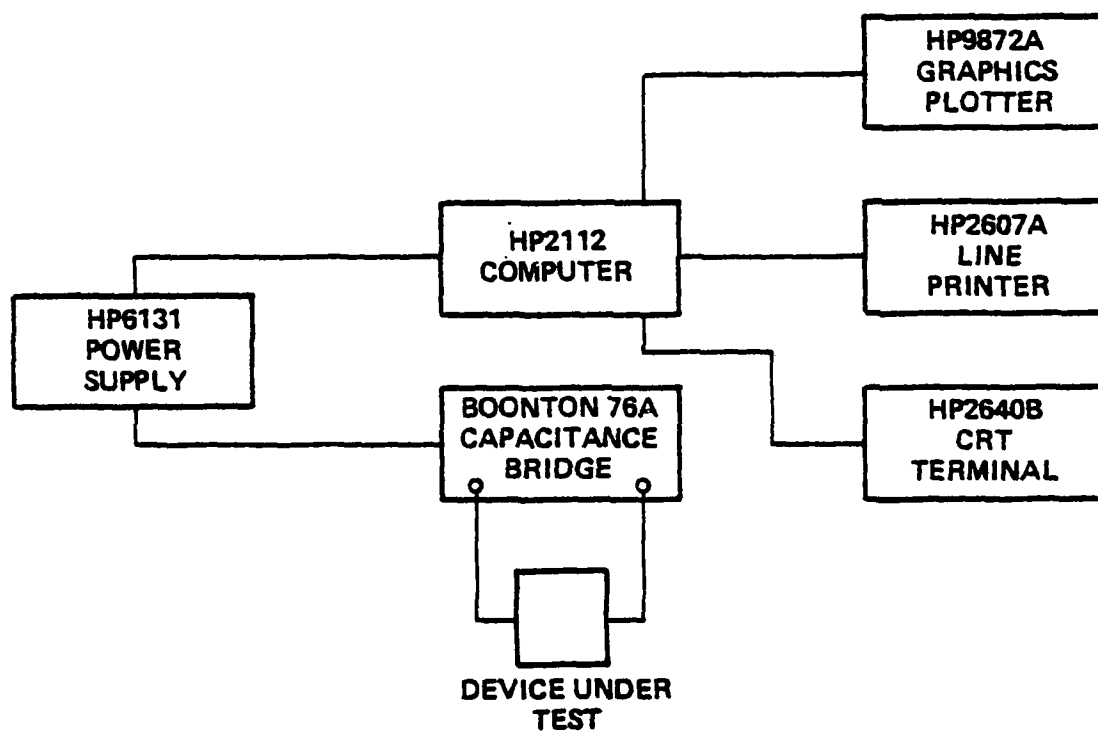 HP9872A
GRAPHICS
PLOTTER
HP2112
COMPUTER
HP2607A
LINE
PRINTER
HP6131
POWER
SUPPLY
BOONTON 76A
CAPACITANCE
BRIDGE
HP2640B
CRT
TERMINAL
DEVICE UNDER
TEST